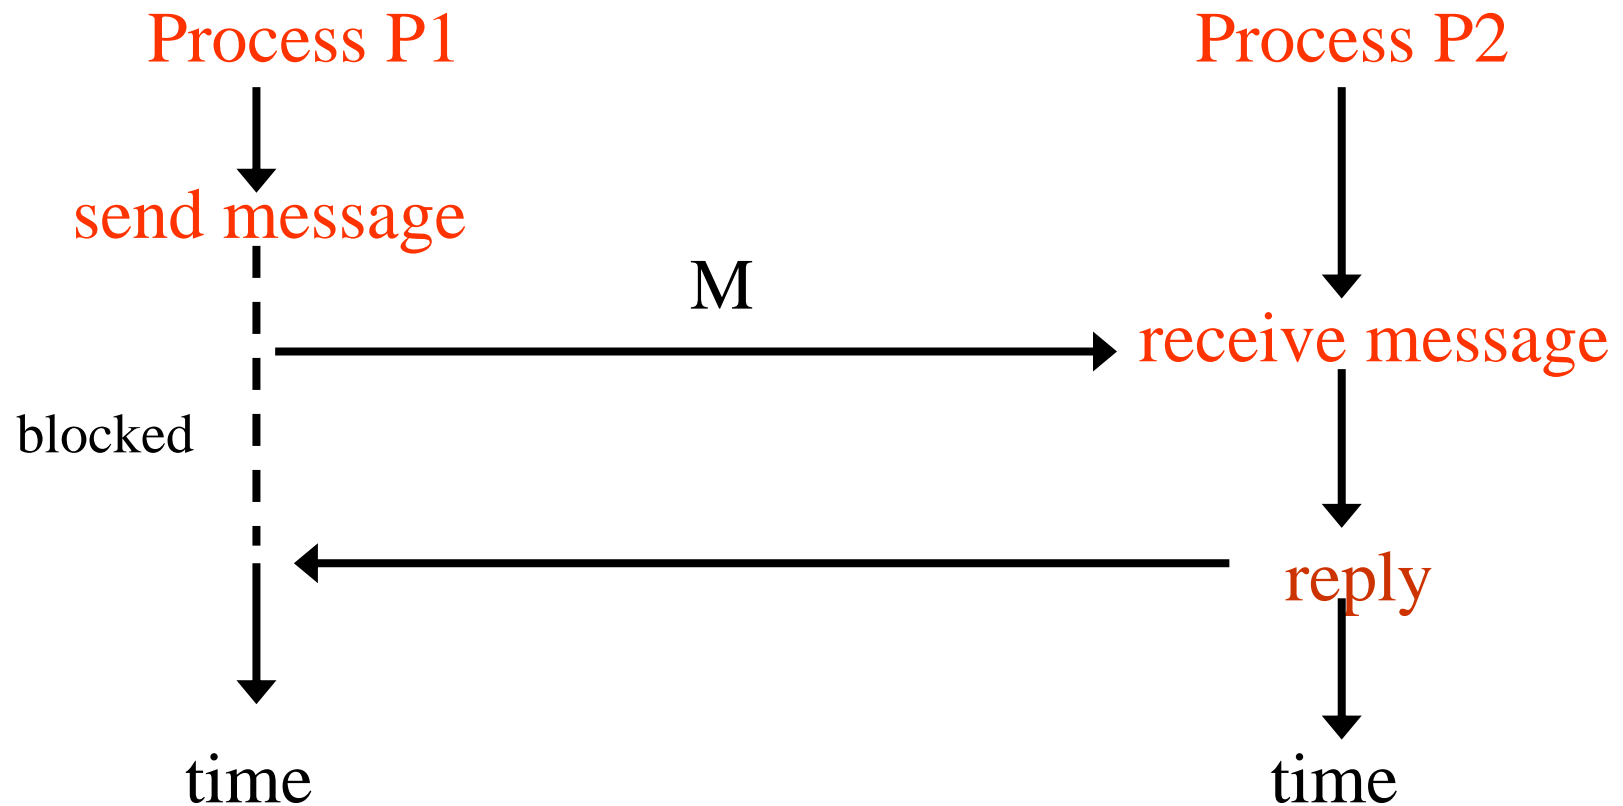 Process P1
Process P2
send message
M
receive message
blocked
reply
time
time